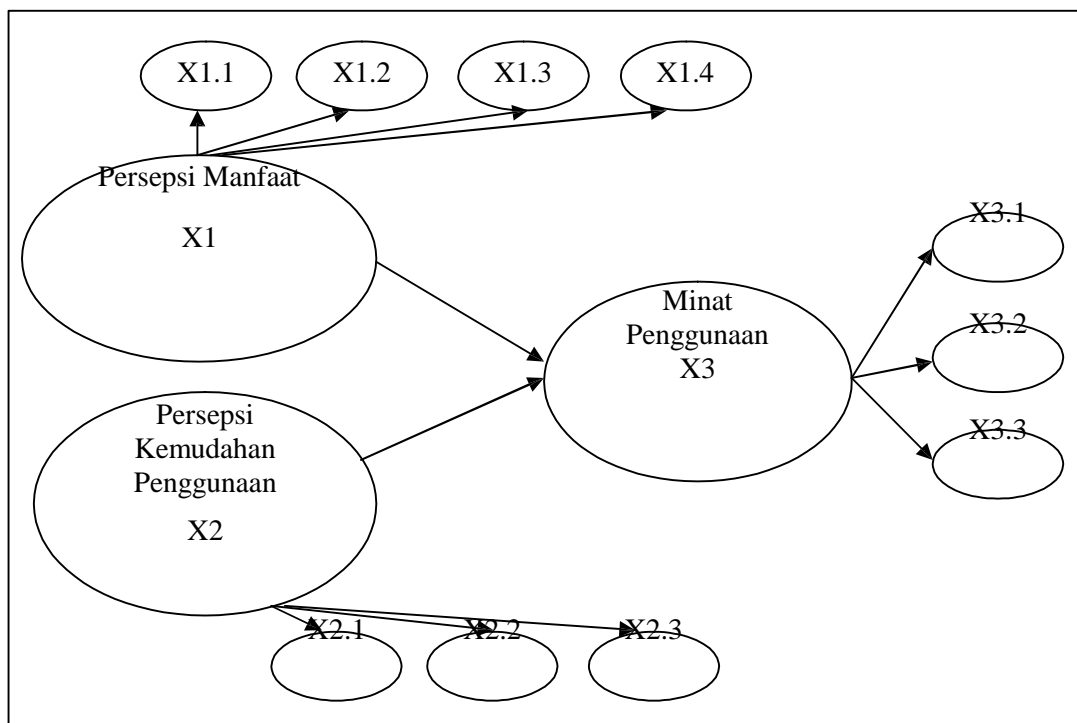 X1.1
X1.2
X1.3
X1.4
Persepsi Manfaat
X1
X3.1
Minat
Penggunaan
X3
X3.2
X3.3
Persepsi
Kemudahan
Penggunaan
X2
X2.1
X2.2
X2.3